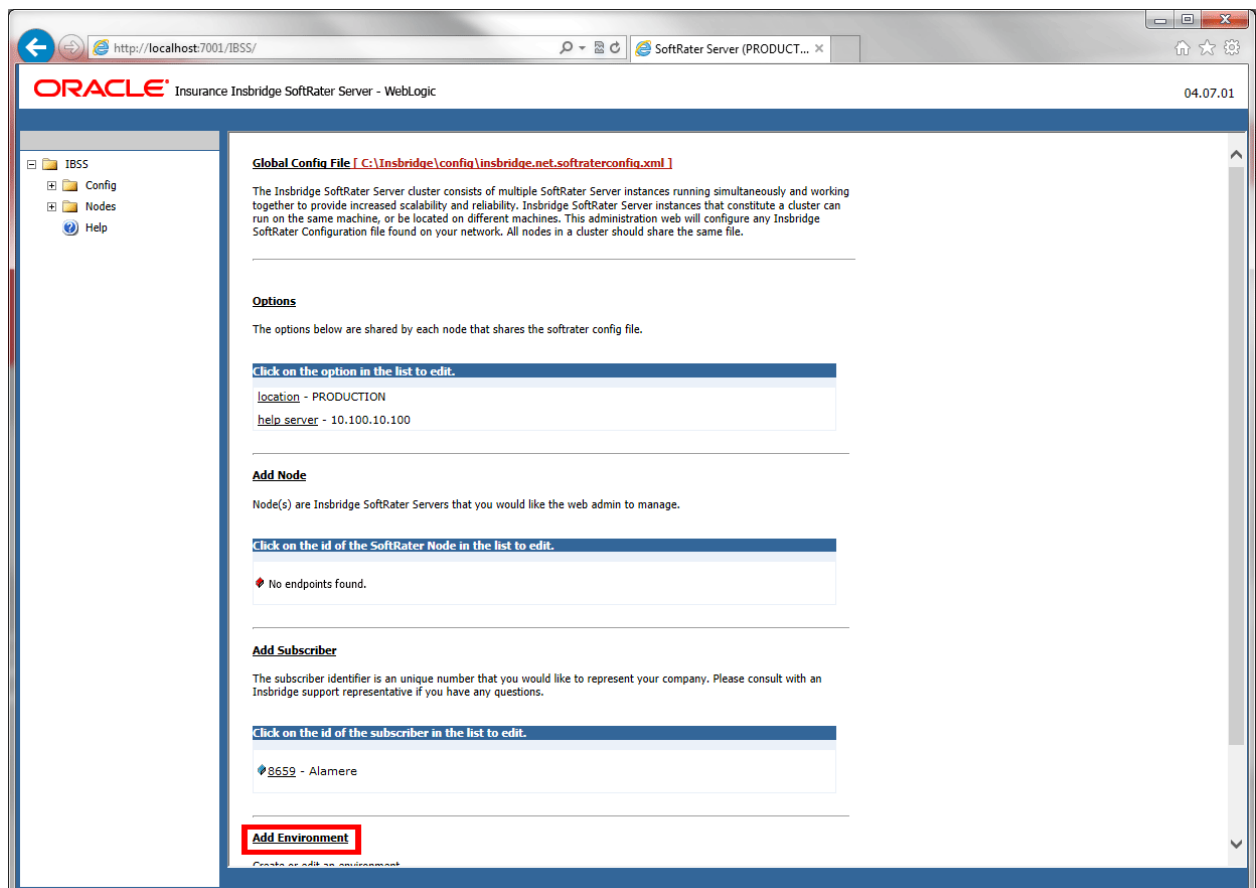 http://localhost:7001/IBSS/
SoftRater Server (PRODUCT...
ORACLE Insurance Insbridge SoftRater Server - WebLogic
04.07.01
IBSS
Config
Nodes
Help
Global Config File [ C:\Insbridge\config\insbridge.net.softraterconfig.xml ]
The Insbridge SoftRater Server cluster consists of multiple SoftRater Server instances running simultaneously and working
together to provide increased scalability and reliability. Insbridge SoftRater Server instances that constitute a cluster can
run on the same machine, or be located on different machines. This administration web will configure any Insbridge
SoftRater Configuration file found on your network. All nodes in a cluster should share the same file.
Options
The options below are shared by each node that shares the softrater config file.
Click on the option in the list to edit.
location - PRODUCTION
help server - 10.100.10.100
Add Node
Node(s) are Insbridge SoftRater Servers that you would like the web admin to manage.
Click on the id of the SoftRater Node in the list to edit.
No endpoints found.
Add Subscriber
The subscriber identifier is an unique number that you would like to represent your company. Please consult with an
Insbridge support representative if you have any questions.
Click on the id of the subscriber in the list to edit.
8659 - Alamere
Add Environment
Create or edit an environment